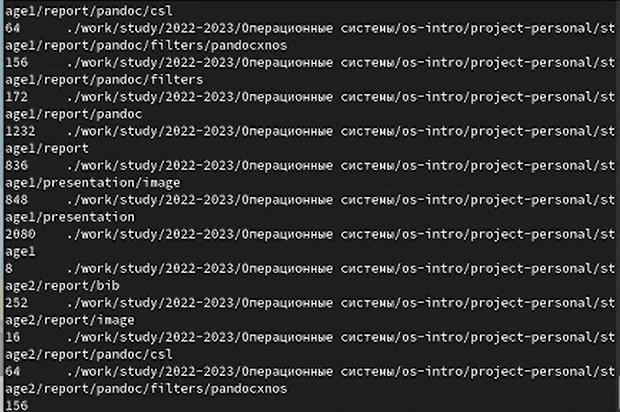 age1/report/pandoc/csl
64      ./work/study/2022-2023/Операционные системы/os-intro/project-personal/st
age1/report/pandoc/filters/pandocxnos
156     ./work/study/2022-2023/Операционные системы/os-intro/project-personal/st
age1/report/pandoc/filters
172     ./work/study/2022-2023/Операционные системы/os-intro/project-personal/st
age1/report/pandoc
1232    ./work/study/2022-2023/Операционные системы/os-intro/project-personal/st
age1/report
836     ./work/study/2022-2023/Операционные системы/os-intro/project-personal/st
age1/presentation/image
848     ./work/study/2022-2023/Операционные системы/os-intro/project-personal/st
age1/presentation
2080    ./work/study/2022-2023/Операционные системы/os-intro/project-personal/st
age1
8       ./work/study/2022-2023/Операционные системы/os-intro/project-personal/st
age2/report/bib
252     ./work/study/2022-2023/Операционные системы/os-intro/project-personal/st
age2/report/image
16      ./work/study/2022-2023/Операционные системы/os-intro/project-personal/st
age2/report/pandoc/csl
64      ./work/study/2022-2023/Операционные системы/os-intro/project-personal/st
age2/report/pandoc/filters/pandocxnos
156